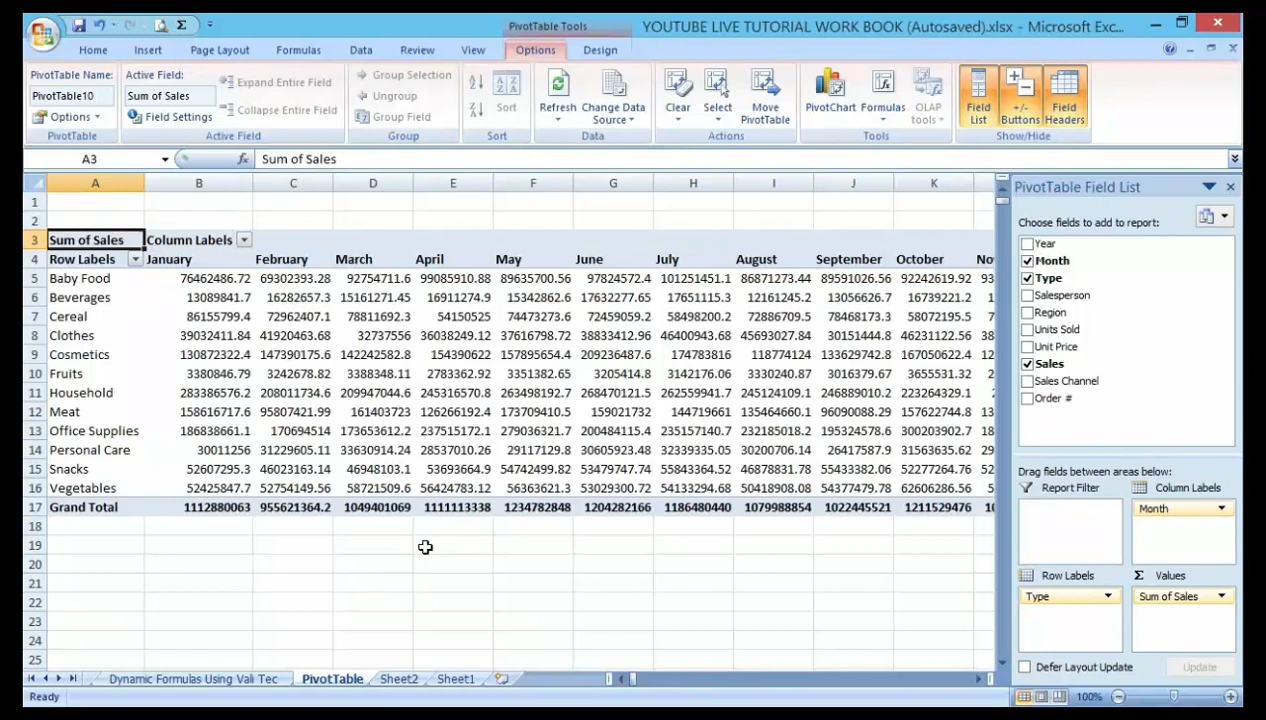 PivotTable Tools
YOUTUBE LIVE TUTORIAL WORK BOOK (Autosaved).xlsx - Microsoft Exc...
Home Insert Page Layout Formulas Data Review View Options Design
PivotTable Name: Active Field: Expand Entire Field Group Selection
PivotTable10 Sum of Sales Ungroup Sort Refresh Change Data Source Clear Select Move PivotTable PivotChart Formulas OLAP tools Field List +/- Buttons Field Headers
Options Field Settings Collapse Entire Field Group Field
PivotTable Active Field Group Sort Data Actions Tools Show/Hide
A3 fx Sum of Sales
A B C D E F G H I J K
PivotTable Field List
1
2
3 Sum of Sales Column Labels
4 Row Labels January February March April May June July August September October Nov
5 Baby Food 76462486.72 69302393.28 92754711.6 99085910.88 89635700.56 97824572.4 101251451.1 86871273.44 89591026.56 92242619.92 93
6 Beverages 13089841.7 16282657.3 15161271.45 16911274.9 15342862.6 17632277.65 17651115.3 12161245.2 13056626.7 16739221.2 1
7 Cereal 86155799.4 72962407.1 78811692.3 54150525 74473273.6 72459059.2 58498200.2 72886709.5 78468173.3 58072195.5 7
8 Clothes 39032411.84 41920463.68 32737556 36038249.12 37616798.72 38833412.96 46400943.68 45693027.84 30151444.8 46231122.56 38
9 Cosmetics 130872322.4 147390175.6 142242582.8 154390622 157895654.4 209236487.6 174783816 118774124 133629742.8 167050622.4 12
10 Fruits 3380846.79 3242678.82 3388348.11 2783362.92 3351382.65 3205414.8 3142176.06 3330240.87 3016379.67 3655531.32 3
11 Household 283386576.2 208011734.6 209947044.6 245316570.8 263498192.7 268470121.5 262559941.7 245124109.1 246889010.2 223264329.1 2
12 Meat 158616717.6 95807421.99 161403723 126266192.4 173709410.5 159021732 144719661 135464660.1 96090088.29 157622744.8 13
13 Office Supplies 186838661.1 170694514 173653612.2 237515172.1 279036321.7 200484115.4 235157140.7 232185018.2 195324578.6 300203902.7 1
14 Personal Care 30011256 31229605.11 33630914.24 28537010.26 29117129.8 30605923.48 32339335.05 30200706.14 26417587.9 31563635.62 29
15 Snacks 52607295.3 46023163.14 46948103.1 53693664.9 54742499.82 53479747.74 55843364.52 46878831.78 55433382.06 52277264.76 5
16 Vegetables 52425847.7 52754149.56 58721509.6 56424783.12 56363621.3 53029300.72 54133294.68 50418908.08 54377479.78 62606286.56 5
17 Grand Total 1112880063 955621364.2 1049401069 1111113338 1234782848 1204282166 1186480440 1079988854 1022445521 1211529476 10
18
19
20
21
22
23
24
25
Choose fields to add to report:
Year
Month
Type
Salesperson
Region
Units Sold
Unit Price
Sales
Sales Channel
Order #
Drag fields between areas below:
Report Filter Column Labels
Month
Row Labels Σ Values
Type Sum of Sales
Defer Layout Update Update
Dynamic Formulas Using Vali Tec PivotTable Sheet2 Sheet1
Ready 100%